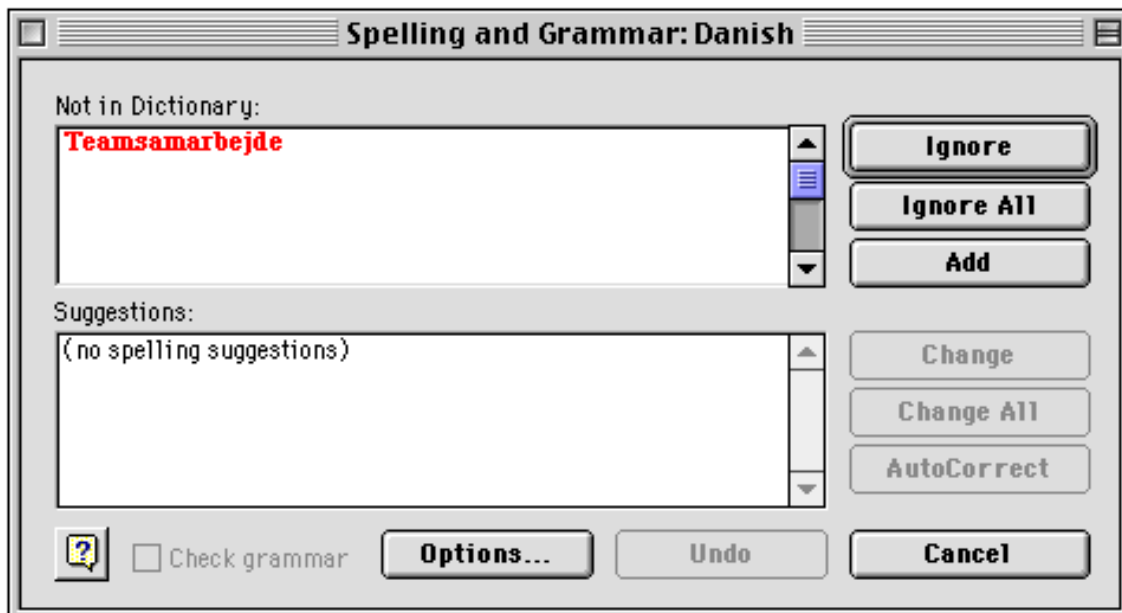 Spelling and Grammar: Danish
Not in Dictionary:
Teamsamarbejde
Ignore
Ignore All
Add
Suggestions:
(no spelling suggestions)
Change
Change All
AutoCorrect
?
Check grammar
Options...
Undo
Cancel